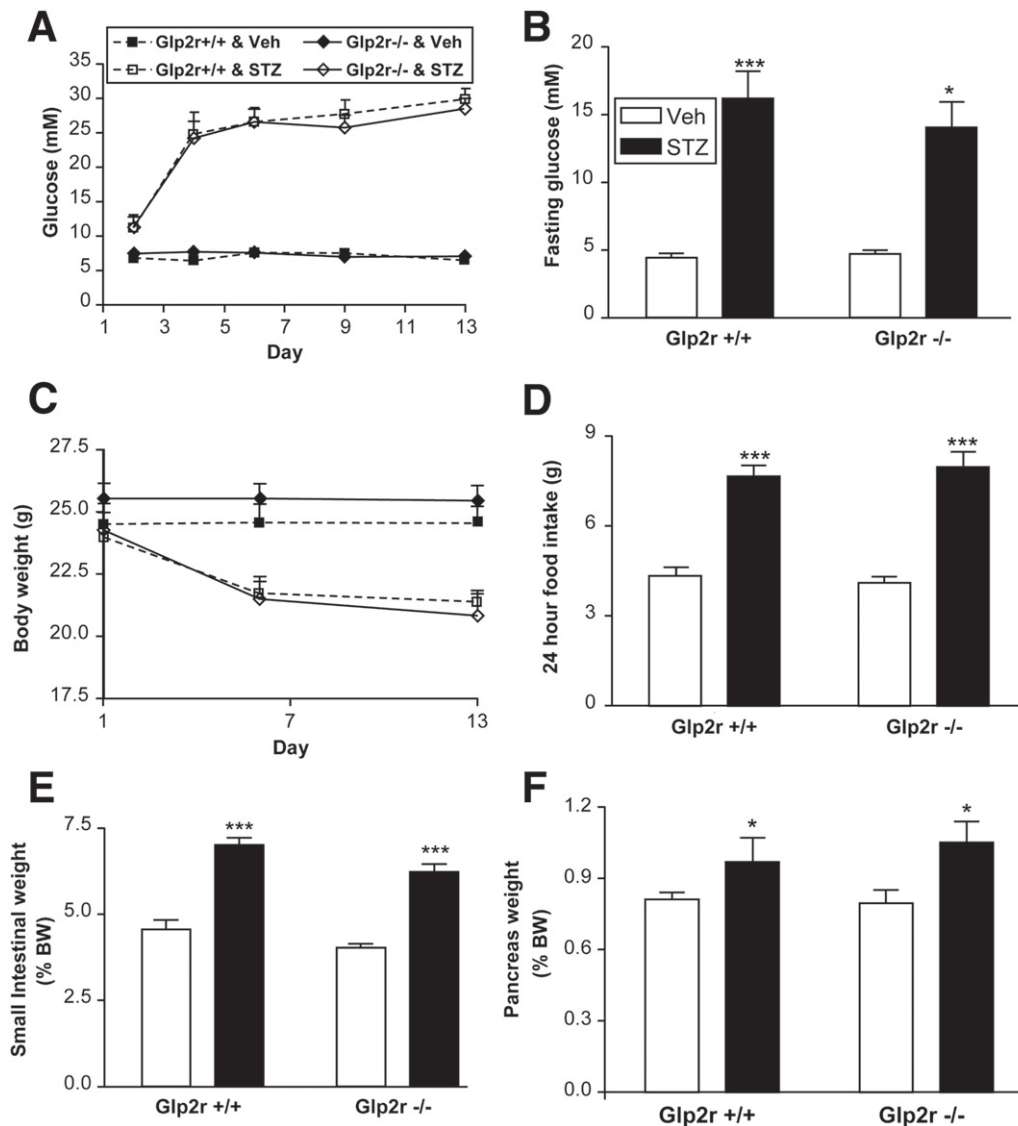 A
Glp2r+/+ & Veh
Glp2r-/- & Veh
Glp2r+/+ & STZ
Glp2r-/- & STZ
35
30
25
20
15
10
5
0
Glucose (mM)
1 3 5 7 9 11 13
Day
B
20
15
10
5
0
Fasting glucose (mM)
Veh
STZ
***
*
Glp2r +/+ Glp2r -/-
C
27.5
25.0
22.5
20.0
17.5
Body weight (g)
1 7 13
Day
D
9
6
3
0
24 hour food intake (g)
***
***
Glp2r +/+ Glp2r -/-
E
7.5
5.0
2.5
0.0
Small Intestinal weight
(% BW)
***
***
Glp2r +/+ Glp2r -/-
F
1.2
0.9
0.6
0.3
0.0
Pancreas weight
(% BW)
*
*
Glp2r +/+ Glp2r -/-